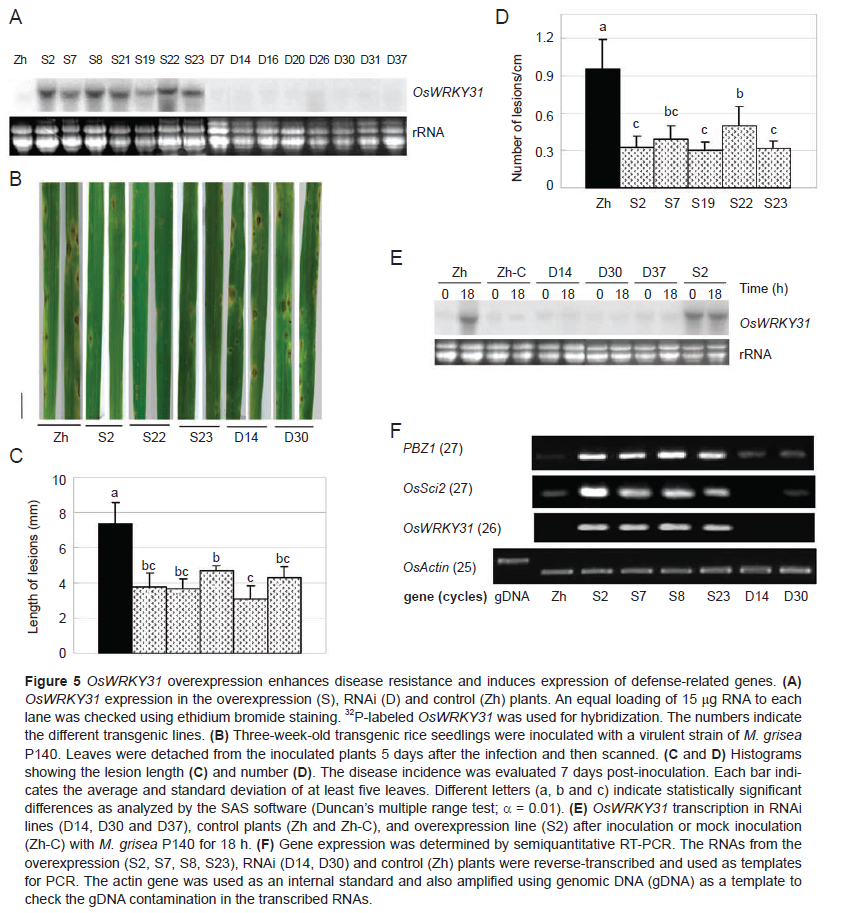 A
Zh S2 S7 S8 S21 S19 S22 S23 D7 D14 D16 D20 D26 D30 D31 D37
OsWRKY31
rRNA
B
Zh S2 S22 S23 D14 D30
C
Length of lesions (mm)
10
8
6
4
2
0
a
bc
bc
b
c
bc
D
Number of lesions/cm
1.2
0.9
0.6
0.3
0
a
c
bc
c
b
c
Zh S2 S7 S19 S22 S23
E
Zh Zh-C D14 D30 D37 S2
0 18 0 18 0 18 0 18 0 18 0 18 Time (h)
OsWRKY31
rRNA
F
PBZ1 (27)
OsSci2 (27)
OsWRKY31 (26)
OsActin (25)
gene (cycles) gDNA Zh S2 S7 S8 S23 D14 D30
Figure 5 OsWRKY31 overexpression enhances disease resistance and induces expression of defense-related genes. (A)
OsWRKY31 expression in the overexpression (S), RNAi (D) and control (Zh) plants. An equal loading of 15 μg RNA to each
lane was checked using ethidium bromide staining. ³²P-labeled OsWRKY31 was used for hybridization. The numbers indicate
the different transgenic lines. (B) Three-week-old transgenic rice seedlings were inoculated with a virulent strain of M. grisea
P140. Leaves were detached from the inoculated plants 5 days after the infection and then scanned. (C and D) Histograms
showing the lesion length (C) and number (D). The disease incidence was evaluated 7 days post-inoculation. Each bar indi-
cates the average and standard deviation of at least five leaves. Different letters (a, b and c) indicate statistically significant
differences as analyzed by the SAS software (Duncan's multiple range test; α = 0.01). (E) OsWRKY31 transcription in RNAi
lines (D14, D30 and D37), control plants (Zh and Zh-C), and overexpression line (S2) after inoculation or mock inoculation
(Zh-C) with M. grisea P140 for 18 h. (F) Gene expression was determined by semiquantitative RT-PCR. The RNAs from the
overexpression (S2, S7, S8, S23), RNAi (D14, D30) and control (Zh) plants were reverse-transcribed and used as templates
for PCR. The actin gene was used as an internal standard and also amplified using genomic DNA (gDNA) as a template to
check the gDNA contamination in the transcribed RNAs.